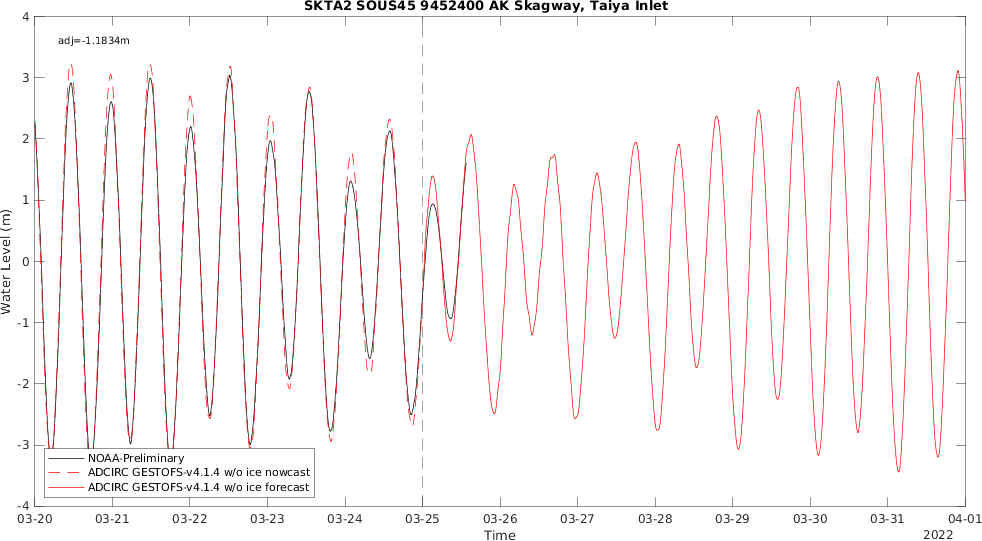 SKTA2 SOUS45 9452400 AK Skagway, Taiya Inlet
adj=-1.1834m
4
3
2
1
0
-1
-2
-3
-4
Water Level (m)
NOAA-Preliminary
ADCIRC GESTOFS-v4.1.4 w/o ice nowcast
ADCIRC GESTOFS-v4.1.4 w/o ice forecast
03-20 03-21 03-22 03-23 03-24 03-25 03-26 03-27 03-28 03-29 03-30 03-31 04-01
Time
2022